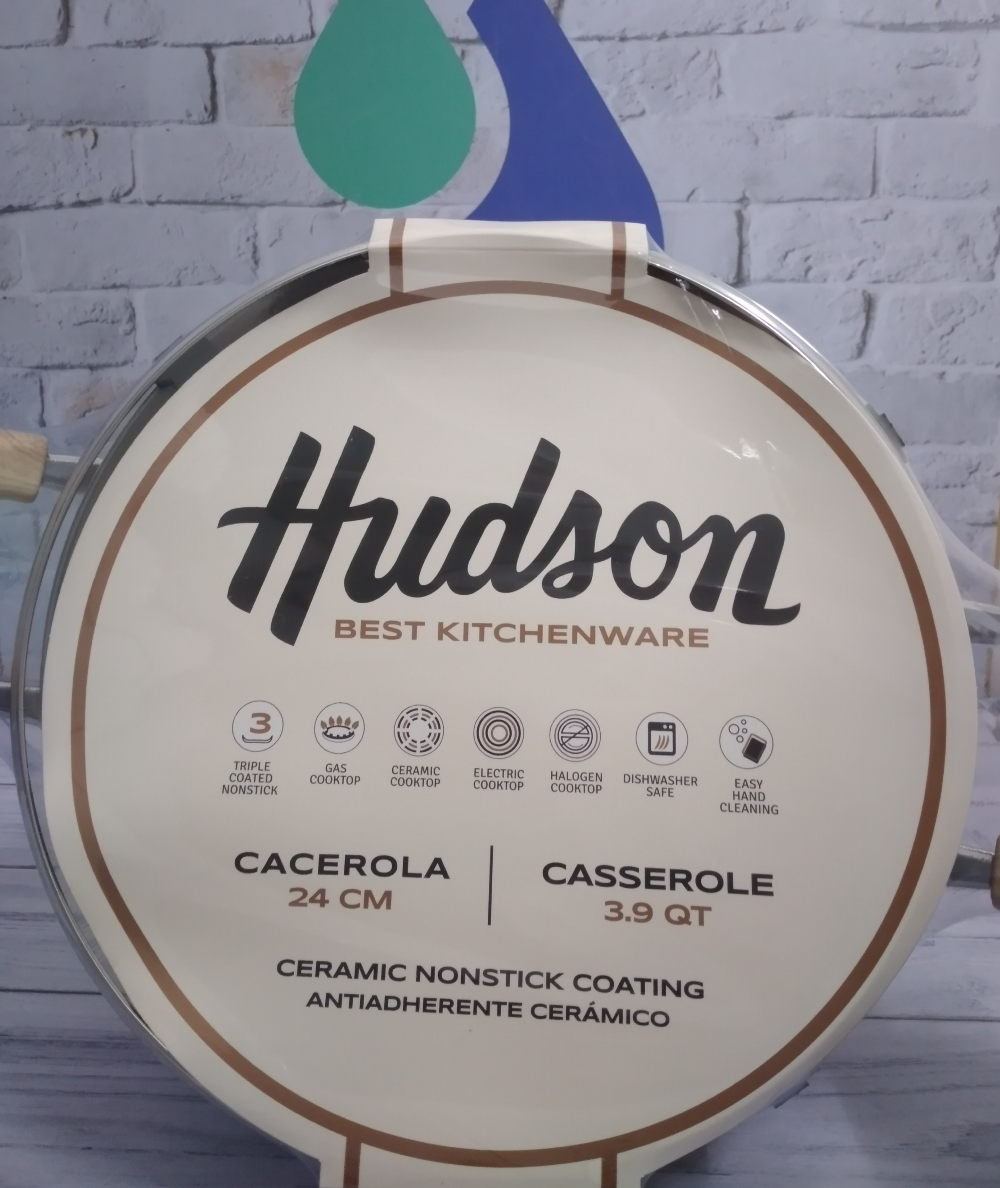 Hudson
BEST KITCHENWARE
3
TRIPLE
COATED
NONSTICK
GAS
COOKTOP
CERAMIC
COOKTOP
ELECTRIC
COOKTOP
HALOGEN
COOKTOP
DISHWASHER
SAFE
EASY
HAND
CLEANING
CACEROLA
24 CM
CASSEROLE
3.9 QT
CERAMIC NONSTICK COATING
ANTIADHERENTE CERÁMICO